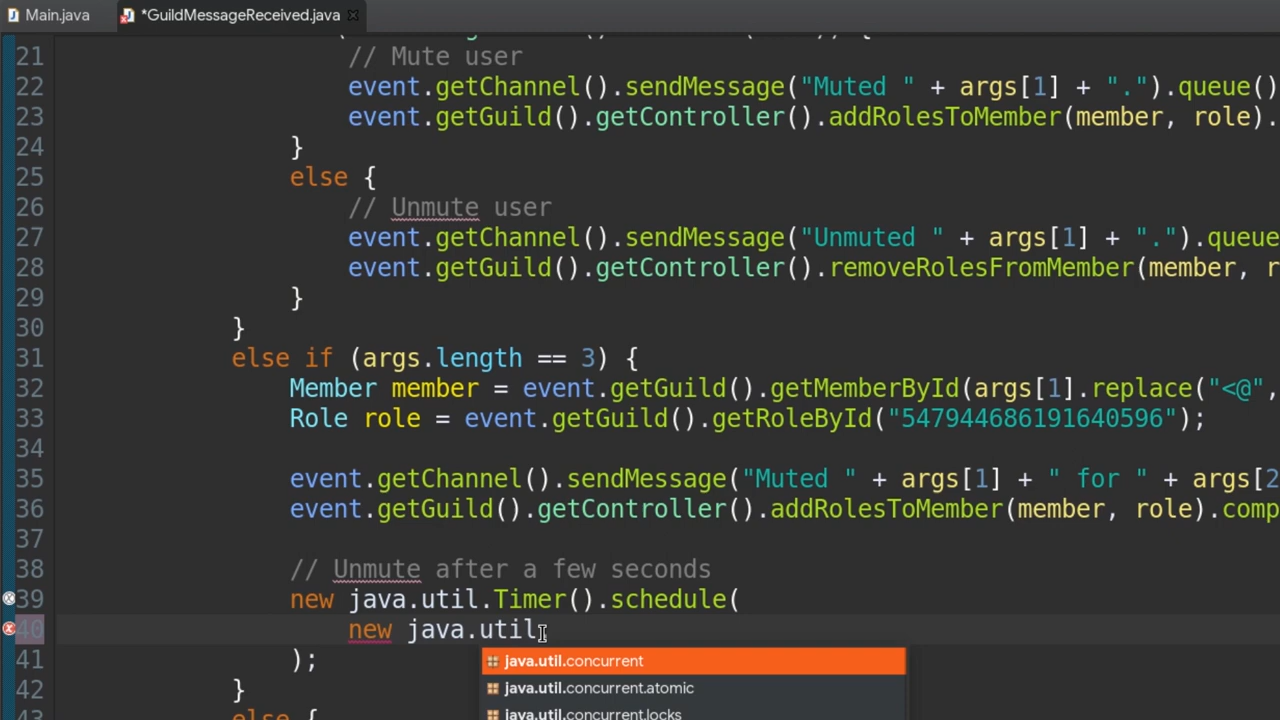 Main.java *GuildMessageReceived.java
21 // Mute user
22 event.getChannel().sendMessage("Muted " + args[1] + ".").queue()
23 event.getGuild().getController().addRolesToMember(member, role).
24 }
25 else {
26 // Unmute user
27 event.getChannel().sendMessage("Unmuted " + args[1] + ".").queue
28 event.getGuild().getController().removeRolesFromMember(member, r
29 }
30 }
31 else if (args.length == 3) {
32 Member member = event.getGuild().getMemberById(args[1].replace("<@",
33 Role role = event.getGuild().getRoleById("547944686191640596");
34
35 event.getChannel().sendMessage("Muted " + args[1] + " for " + args[2
36 event.getGuild().getController().addRolesToMember(member, role).comp
37
38 // Unmute after a few seconds
39 new java.util.Timer().schedule(
40 new java.util.
41 );
java.util.concurrent
42 }
java.util.concurrent.atomic
43 else {
java.util.concurrent.locks